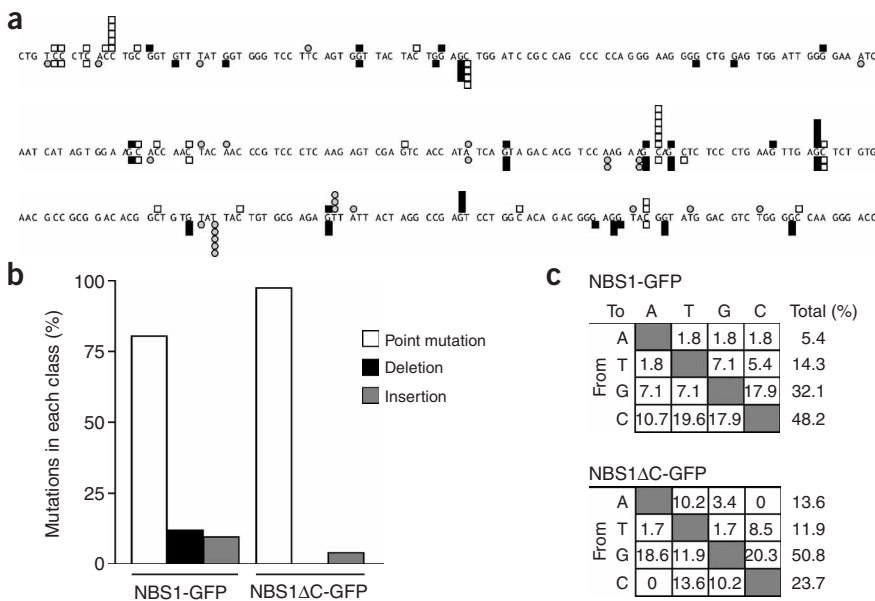 a
CTG TCC CTC ACC TGC GGT GTT TAT GGT GGG TCC TTC AGT GGT TAC TAC TGG AGC TGG ATC CGC CAG CCC CCA GGG AAG GGG CTG GAG TGG ATT GGG GAA ATC
AAT CAT AGT GGA AGC ACC AAC TAC AAC CCG TCC CTC AAG AGT CGA GTC ACC ATA TCA GTA GAC ACG TCC AAG AAG CAG CTC TCC CTG AAG TTG AGC TCT GTG
AAC GCC GCG GAC ACG GCT GTG TAT TAC TGT GCG AGA GTT ATT ACT AGG CCG AGT CCT GGC ACA GAC GGG AGG TAC GGT ATG GAC GTC TGG GGC CAA GGG ACC
b
100
75
50
25
0
Mutations in each class (%)
Point mutation
Deletion
Insertion
NBS1-GFP
NBS1ΔC-GFP
c
NBS1-GFP
To A T G C Total (%)
From
A 1.8 1.8 1.8 5.4
T 1.8 7.1 5.4 14.3
G 7.1 7.1 17.9 32.1
C 10.7 19.6 17.9 48.2
NBS1ΔC-GFP
From
A 10.2 3.4 0 13.6
T 1.7 1.7 8.5 11.9
G 18.6 11.9 20.3 50.8
C 0 13.6 10.2 23.7